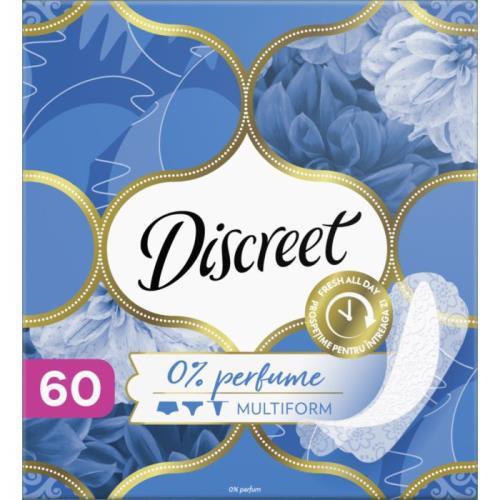 Discreet
FRESH ALL DAY
PROSPEȚIME PENTRU ÎNTREAGA ZI
60
0% perfume
MULTIFORM
0% parfum